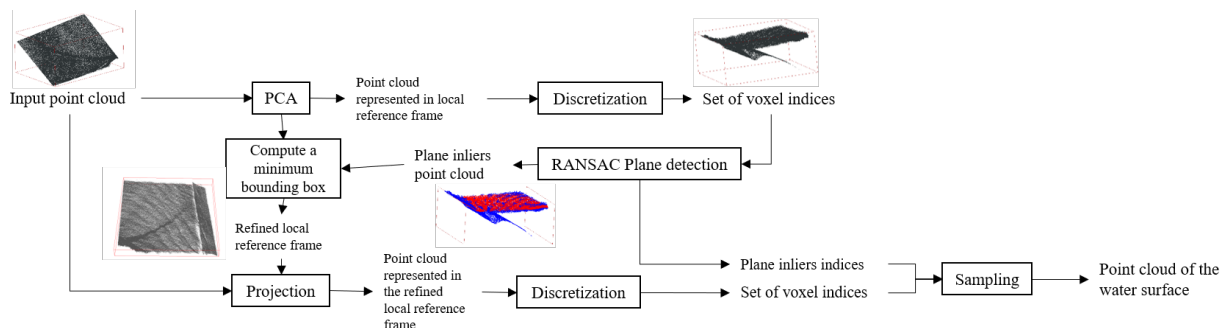 Input point cloud
PCA
Point cloud
represented in local
reference frame
Discretization
Set of voxel indices
Compute a
minimum
bounding box
Plane inliers
point cloud
RANSAC Plane detection
Refined local
reference frame
Projection
Point cloud
represented in
the refined
local reference
frame
Discretization
Plane inliers indices
Set of voxel indices
Sampling
Point cloud of the
water surface